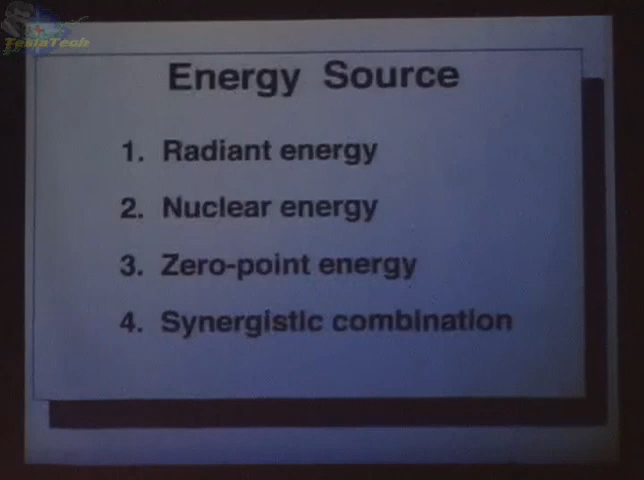 TeslaTech
Energy Source
1. Radiant energy
2. Nuclear energy
3. Zero-point energy
4. Synergistic combination